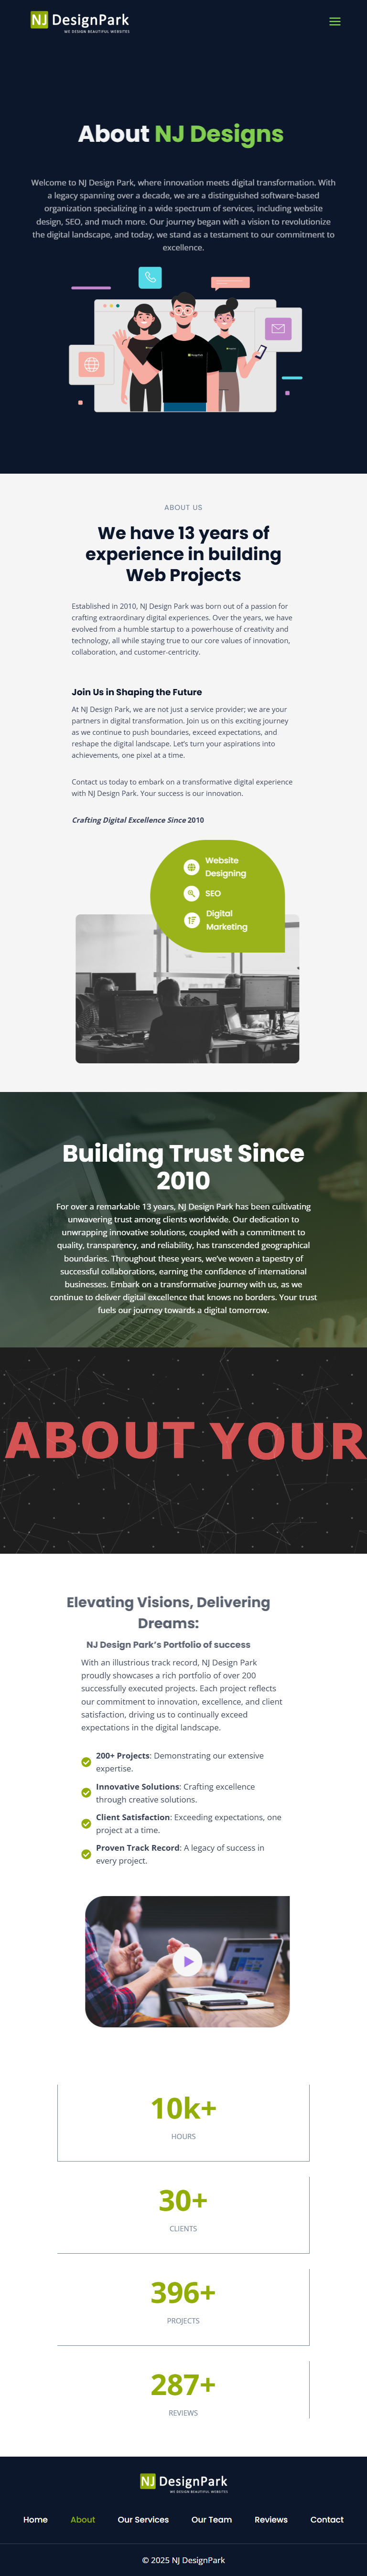 NJ DesignPark
WE DESIGN BEAUTIFUL WEBSITES
About NJ Designs
Welcome to NJ Design Park, where innovation meets digital transformation. With
a legacy spanning over a decade, we are a distinguished software-based
organization specializing in a wide spectrum of services, including website
design, SEO, and much more. Our journey began with a vision to revolutionize
the digital landscape, and today, we stand as a testament to our commitment to
excellence.
ABOUT US
We have 13 years of
experience in building
Web Projects
Established in 2010, NJ Design Park was born out of a passion for
crafting extraordinary digital experiences. Over the years, we have
evolved from a humble startup to a powerhouse of creativity and
technology, all while staying true to our core values of innovation,
collaboration, and customer-centricity.
Join Us in Shaping the Future
At NJ Design Park, we are not just a service provider; we are your
partners in digital transformation. Join us on this exciting journey
as we continue to push boundaries, exceed expectations, and
reshape the digital landscape. Let's turn your aspirations into
achievements, one pixel at a time.
Contact us today to embark on a transformative digital experience
with NJ Design Park. Your success is our innovation.
Crafting Digital Excellence Since 2010
Website
Designing
SEO
Digital
Marketing
Building Trust Since
2010
For over a remarkable 13 years, NJ Design Park has been cultivating
unwavering trust among clients worldwide. Our dedication to
unwrapping innovative solutions, coupled with a commitment to
quality, transparency, and reliability, has transcended geographical
boundaries. Throughout these years, we've woven a tapestry of
successful collaborations, earning the confidence of international
businesses. Embark on a transformative journey with us, as we
continue to deliver digital excellence that knows no borders. Your trust
fuels our journey towards a digital tomorrow.
ABOUT YOUR
Elevating Visions, Delivering
Dreams:
NJ Design Park's Portfolio of success
With an illustrious track record, NJ Design Park
proudly showcases a rich portfolio of over 200
successfully executed projects. Each project reflects
our commitment to innovation, excellence, and client
satisfaction, driving us to continually exceed
expectations in the digital landscape.
200+ Projects: Demonstrating our extensive
expertise.
Innovative Solutions: Crafting excellence
through creative solutions.
Client Satisfaction: Exceeding expectations, one
project at a time.
Proven Track Record: A legacy of success in
every project.
10k+
HOURS
30+
CLIENTS
396+
PROJECTS
287+
REVIEWS
NJ DesignPark
WE DESIGN BEAUTIFUL WEBSITES
Home About Our Services Our Team Reviews Contact
© 2025 NJ DesignPark